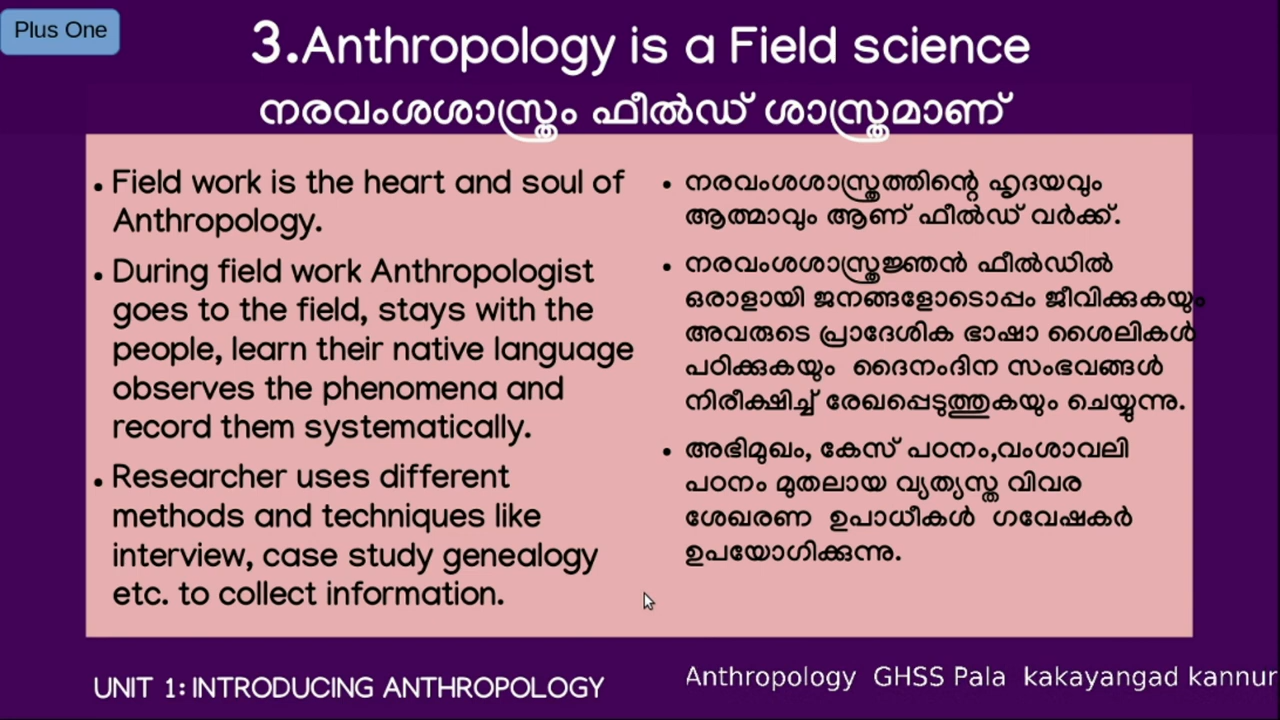 Plus One
3.Anthropology is a Field science
നരവംശശാസ്ത്രം ഫീൽഡ് ശാസ്ത്രമാണ്
• Field work is the heart and soul of
Anthropology.
• During field work Anthropologist
goes to the field, stays with the
people, learn their native language
observes the phenomena and
record them systematically.
• Researcher uses different
methods and techniques like
interview, case study genealogy
etc. to collect information.
• നരവംശശാസ്ത്രത്തിന്റെ ഹൃദയവും
ആത്മാവും ആണ് ഫീൽഡ് വർക്ക്.
• നരവംശശാസ്ത്രജ്ഞൻ ഫീൽഡിൽ
ഒരാളായി ജനങ്ങളോടൊപ്പം ജീവിക്കുകയും
അവരുടെ പ്രാദേശിക ഭാഷാ ശൈലികൾ
പഠിക്കുകയും ദൈനംദിന സംഭവങ്ങൾ
നിരീക്ഷിച്ച് രേഖപ്പെടുത്തുകയും ചെയ്യുന്നു.
• അഭിമുഖം, കേസ് പഠനം,വംശാവലി
പഠനം മുതലായ വ്യത്യസ്ത വിവര
ശേഖരണ ഉപാധികൾ ഗവേഷകർ
ഉപയോഗിക്കുന്നു.
UNIT 1: INTRODUCING ANTHROPOLOGY
Anthropology GHSS Pala kakayangad kannur